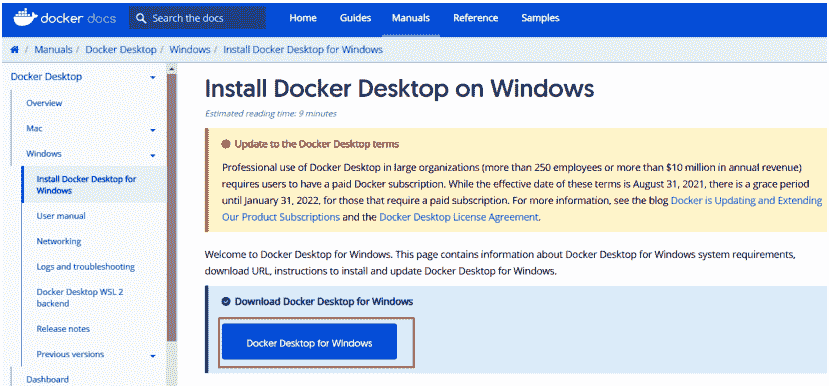 docker docs
Search the docs
Home Guides Manuals Reference Samples
/ Manuals / Docker Desktop / Windows / Install Docker Desktop for Windows
Docker Desktop
Overview
Mac
Windows
Install Docker Desktop for
Windows
User manual
Networking
Logs and troubleshooting
Docker Desktop WSL 2
backend
Release notes
Previous versions
Dashboard
Install Docker Desktop on Windows
Estimated reading time: 9 minutes
Update to the Docker Desktop terms
Professional use of Docker Desktop in large organizations (more than 250 employees or more than $10 million in annual revenue)
requires users to have a paid Docker subscription. While the effective date of these terms is August 31, 2021, there is a grace period
until January 31, 2022, for those that require a paid subscription. For more information, see the blog Docker is Updating and Extending
Our Product Subscriptions and the Docker Desktop License Agreement.
Welcome to Docker Desktop for Windows. This page contains information about Docker Desktop for Windows system requirements,
download URL, instructions to install and update Docker Desktop for Windows.
Download Docker Desktop for Windows
Docker Desktop for Windows